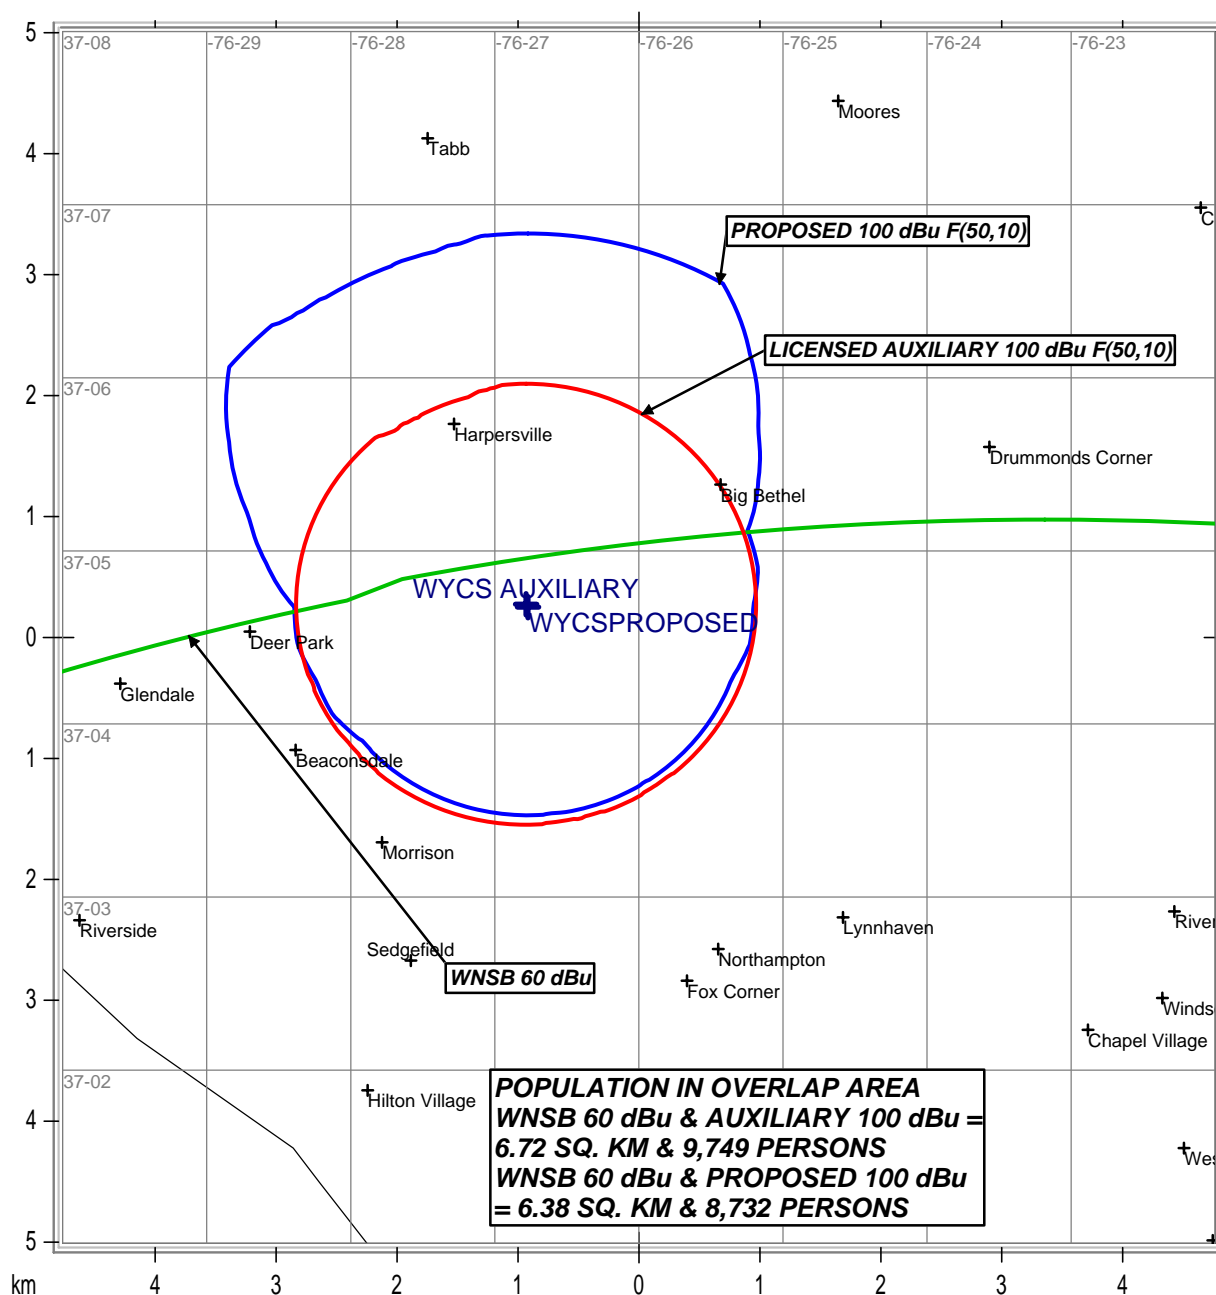 5
37-08
-76-29
-76-28
-76-27
-76-26
-76-25
-76-24
-76-23
Moores
4
Tabb
37-07
C
PROPOSED 100 dBu F(50,10)
3
LICENSED AUXILIARY 100 dBu F(50,10)
37-06
2
Harpersville
Drummonds Corner
Big Bethel
1
37-05
WYCS AUXILIARY
WYCSPROPOSED
0
Deer Park
Glendale
37-04
1
Beaconsdale
Morrison
2
37-03
Riverside
Lynnhaven
River
Sedgefield
Northampton
WNSB 60 dBu
Fox Corner
3
Winds
Chapel Village
37-02
Hilton Village
POPULATION IN OVERLAP AREA
WNSB 60 dBu & AUXILIARY 100 dBu =
6.72 SQ. KM & 9,749 PERSONS
WNSB 60 dBu & PROPOSED 100 dBu
= 6.38 SQ. KM & 8,732 PERSONS
4
Wes
5
km
4
3
2
1
0
1
2
3
4